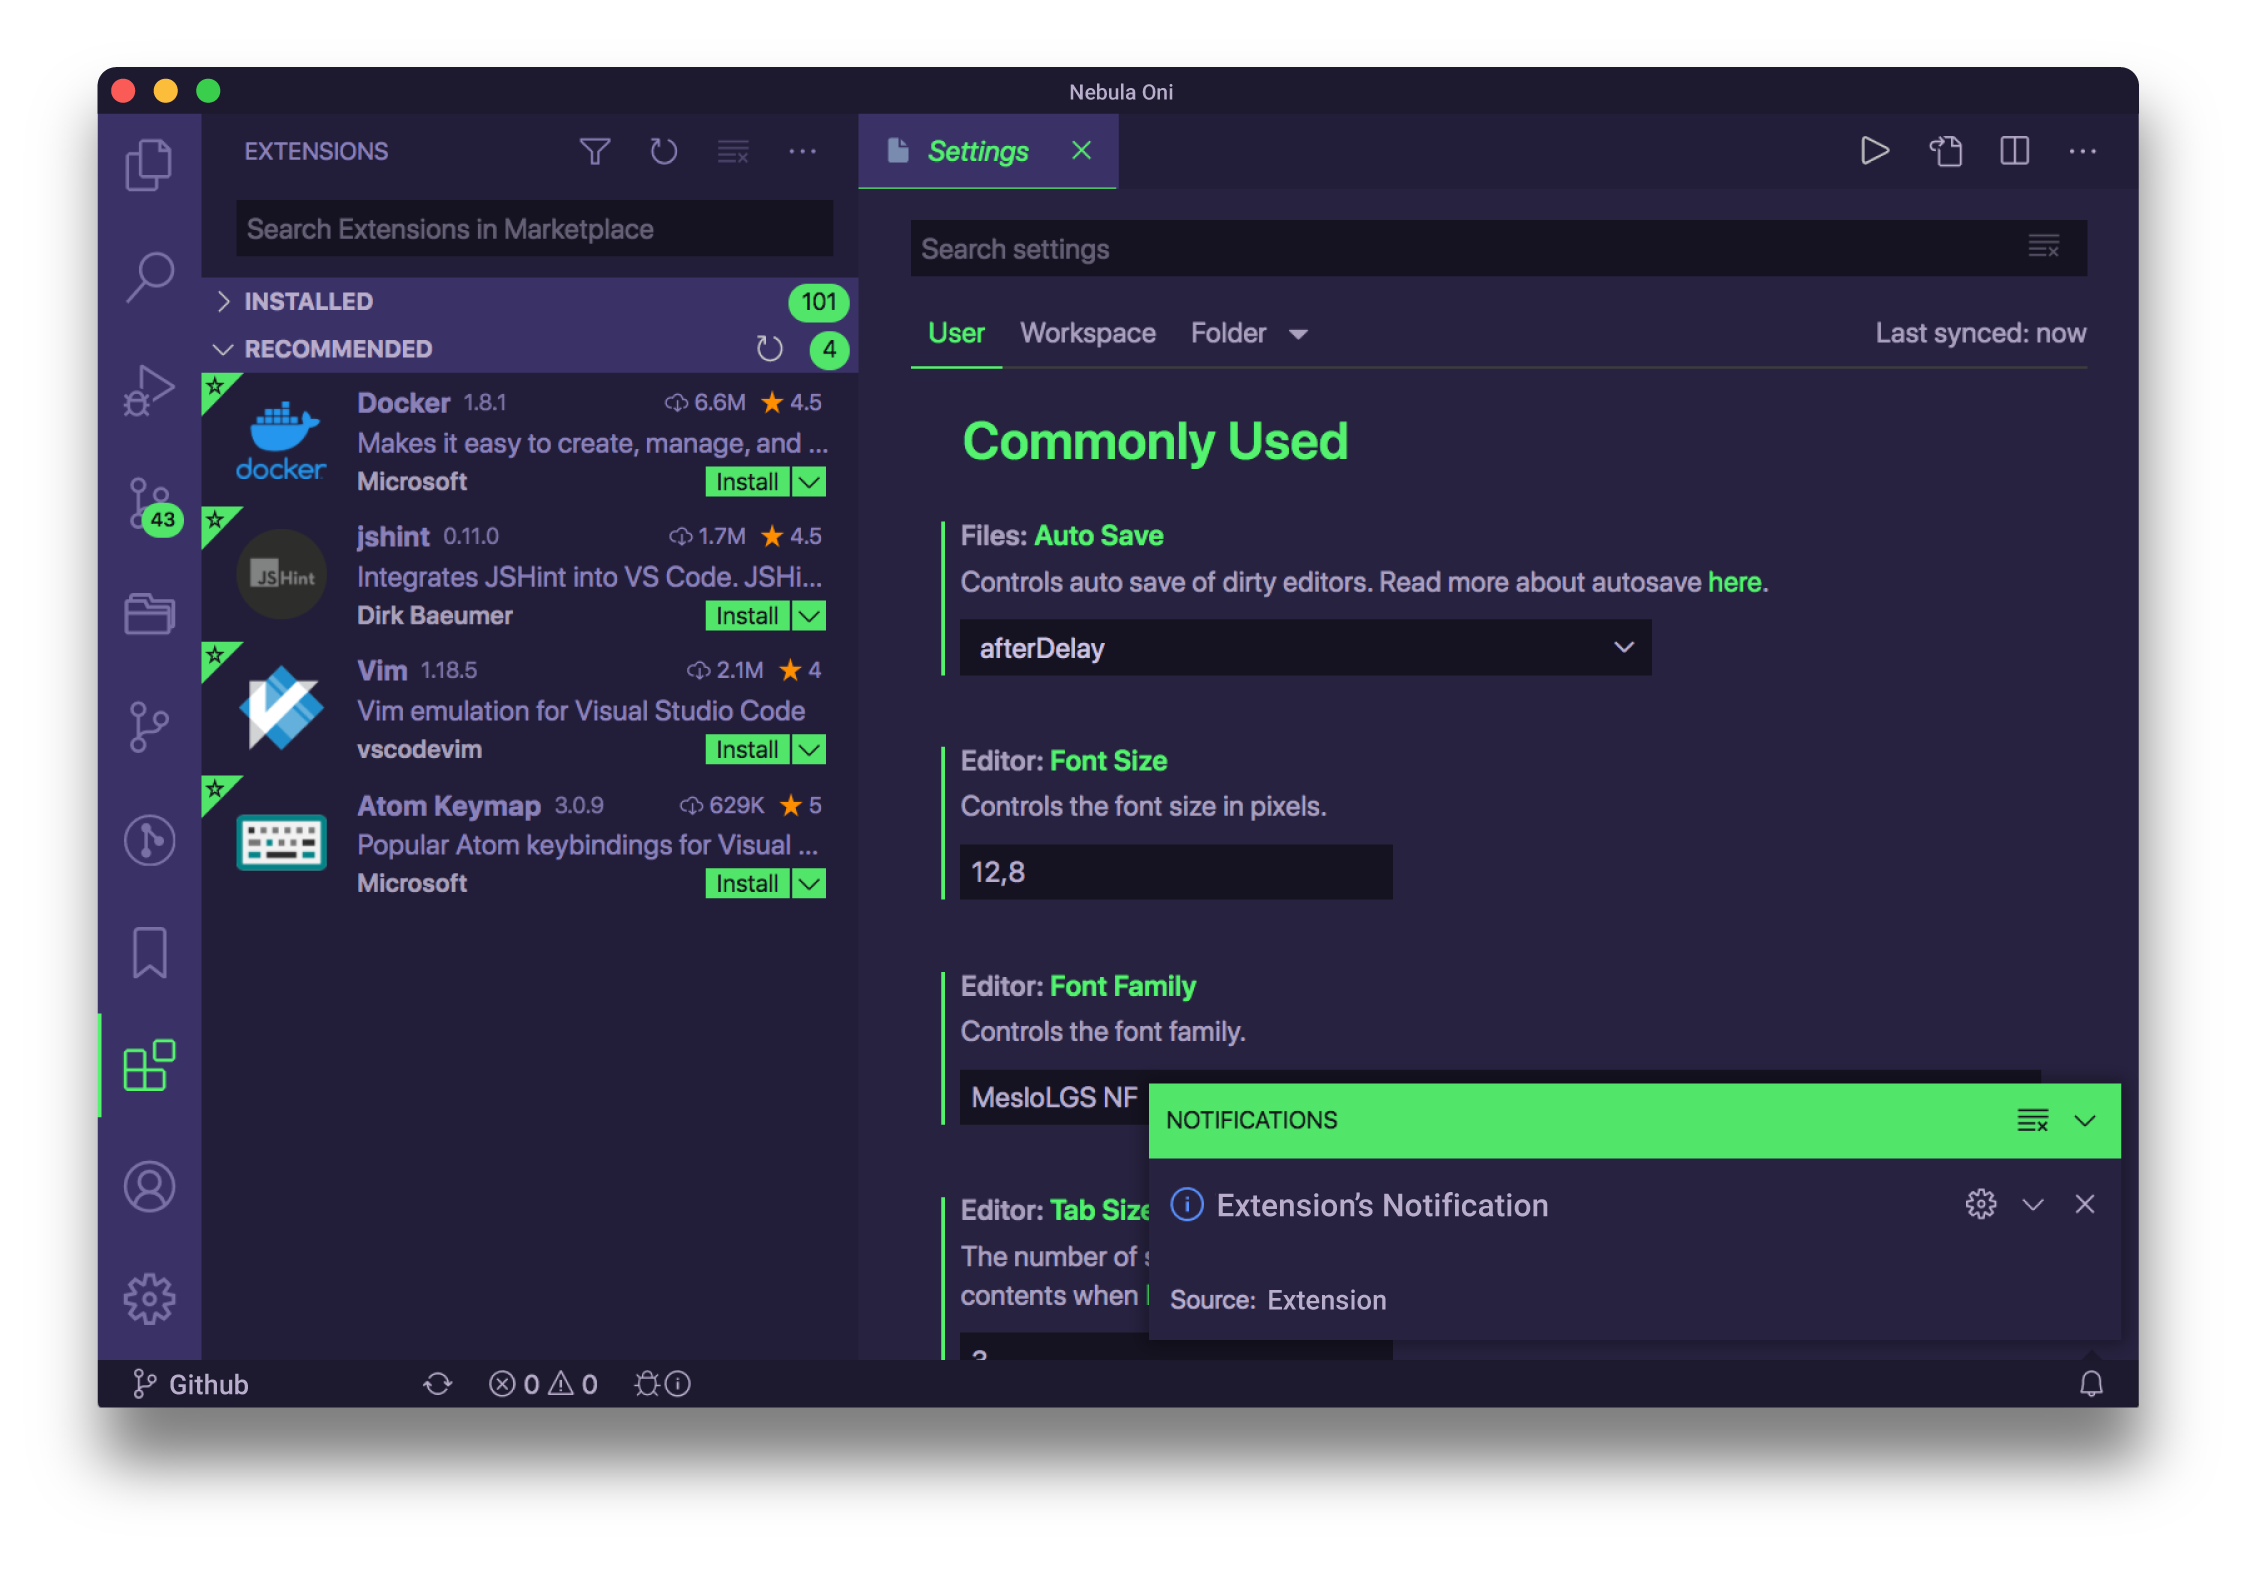 Nebula Oni
EXTENSIONS
Search Extensions in Marketplace
INSTALLED 101
RECOMMENDED 4
docker
Docker 1.8.1 6.6M 4.5
Makes it easy to create, manage, and ...
Microsoft Install
JSHint
jshint 0.11.0 1.7M 4.5
Integrates JSHint into VS Code. JSHi...
Dirk Baeumer Install
Vim 1.18.5 2.1M 4
Vim emulation for Visual Studio Code
vscodevim Install
Atom Keymap 3.0.9 629K 5
Popular Atom keybindings for Visual ...
Microsoft Install
43
Settings
Search settings
User Workspace Folder Last synced: now
Commonly Used
Files: Auto Save
Controls auto save of dirty editors. Read more about autosave here.
afterDelay
Editor: Font Size
Controls the font size in pixels.
12,8
Editor: Font Family
Controls the font family.
MesloLGS NF
Editor: Tab Size
The number of
contents when
NOTIFICATIONS
Extension's Notification
Source: Extension
Github 0 0